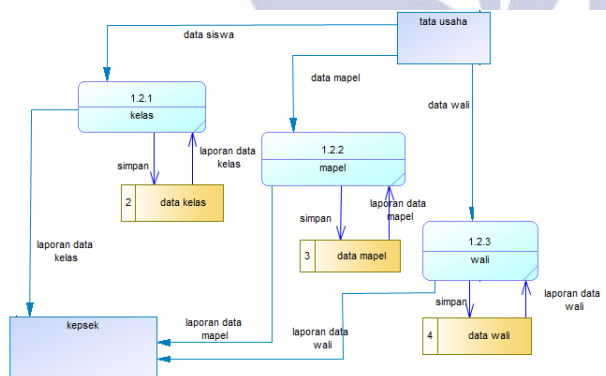 tata usaha
data siswa
data mapel
data wali
1.2.1
kelas
simpan
laporan data
kelas
2
data kelas
1.2.2
mapel
simpan
laporan data
mapel
3
data mapel
1.2.3
wali
simpan
laporan data
wali
4
data wali
laporan data
kelas
laporan data
mapel
laporan data
wali
kepsek